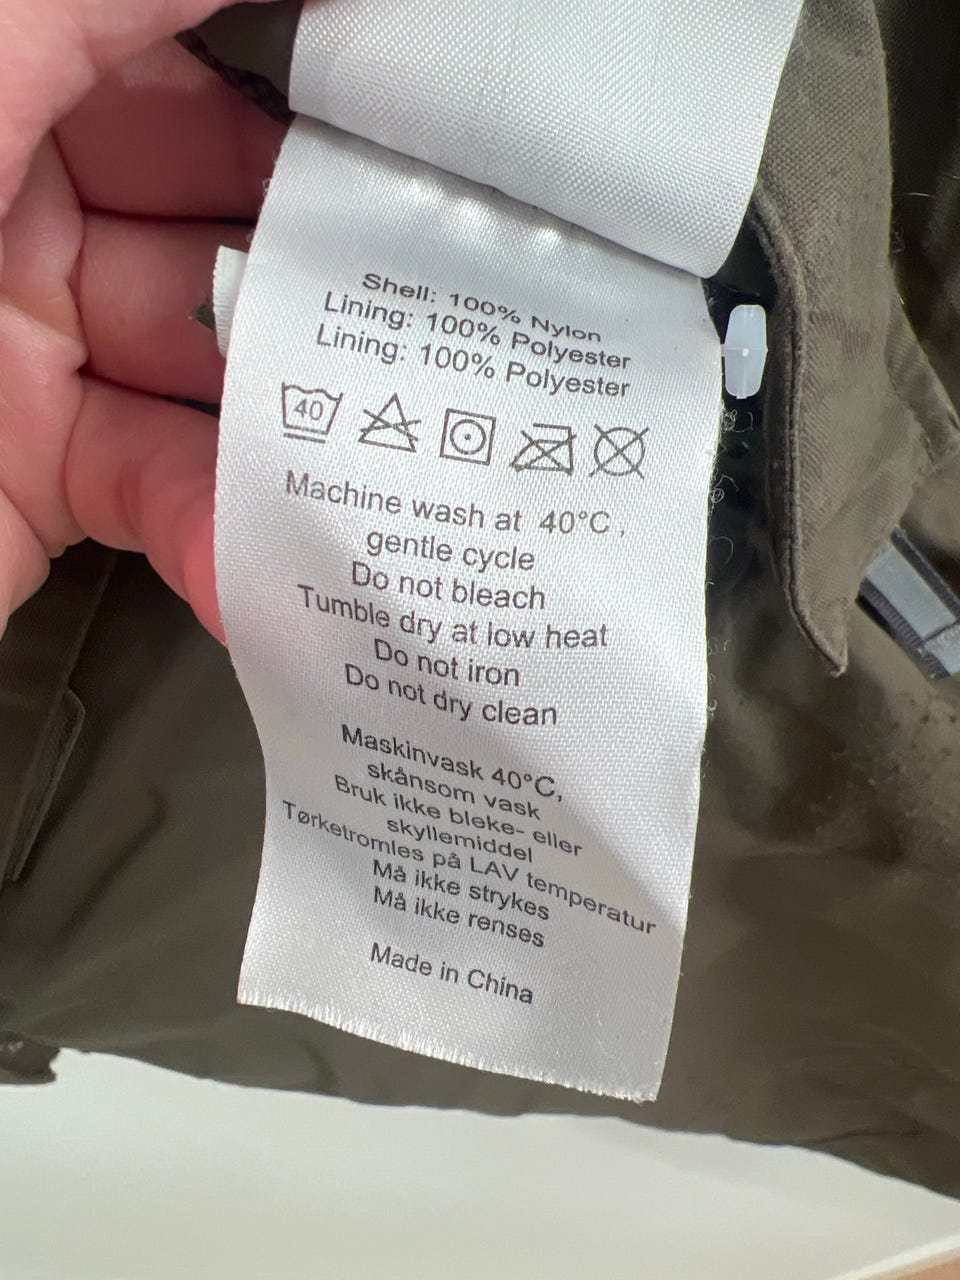 Shell: 100% Nylon
Lining: 100% Polyester
Lining: 100% Polyester
40
Machine wash at 40°C,
gentle cycle
Do not bleach
Tumble dry at low heat
Do not iron
Do not dry clean
Maskinvask 40°C,
skånsom vask
Bruk ikke bleke- eller
skyllemiddel
Tørketromles på LAV temperatur
Må ikke strykes
Må ikke renses
Made in China